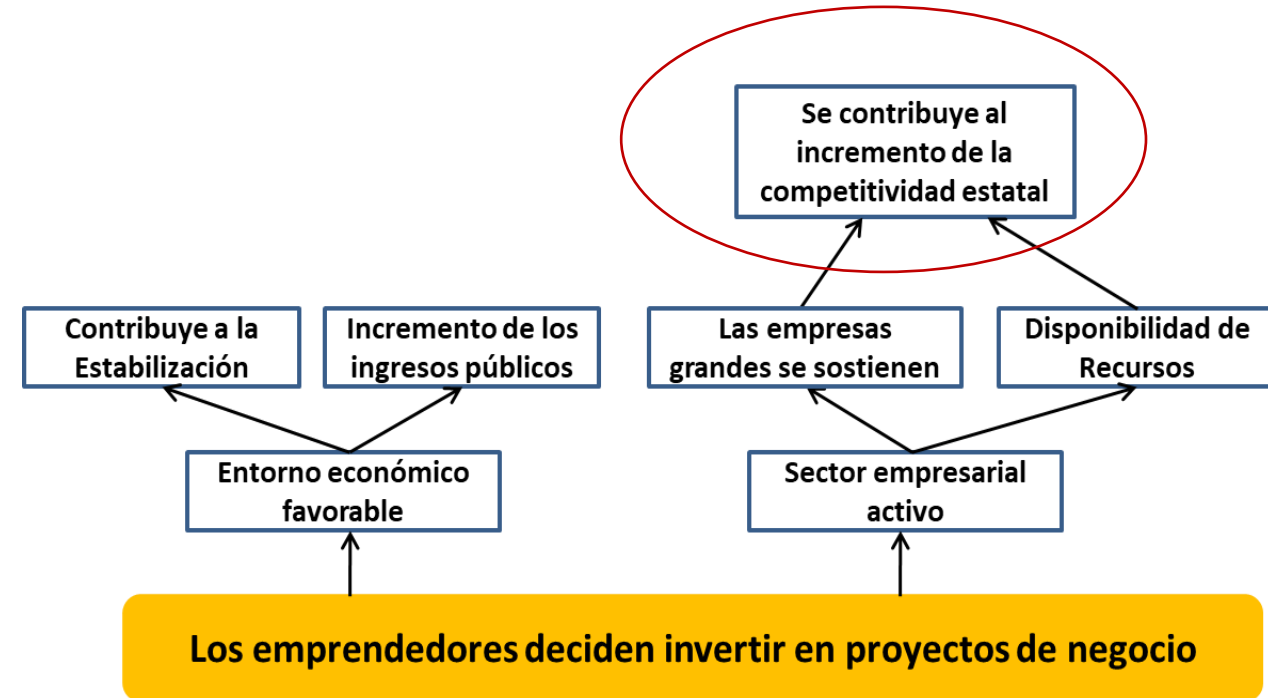 Se contribuye al
incremento de la
competitividad estatal
Contribuye a la
Estabilización
Incremento de los
ingresos públicos
Las empresas
grandes se sostienen
Disponibilidad de
Recursos
Entorno económico
favorable
Sector empresarial
activo
Los emprendedores deciden invertir en proyectos de negocio